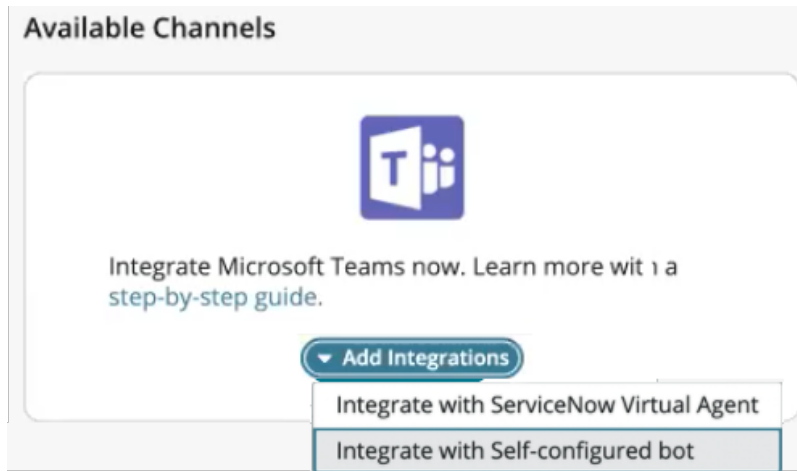 Available Channels
T
Integrate Microsoft Teams now. Learn more with a
step-by-step guide.
Add Integrations
Integrate with ServiceNow Virtual Agent
Integrate with Self-configured bot